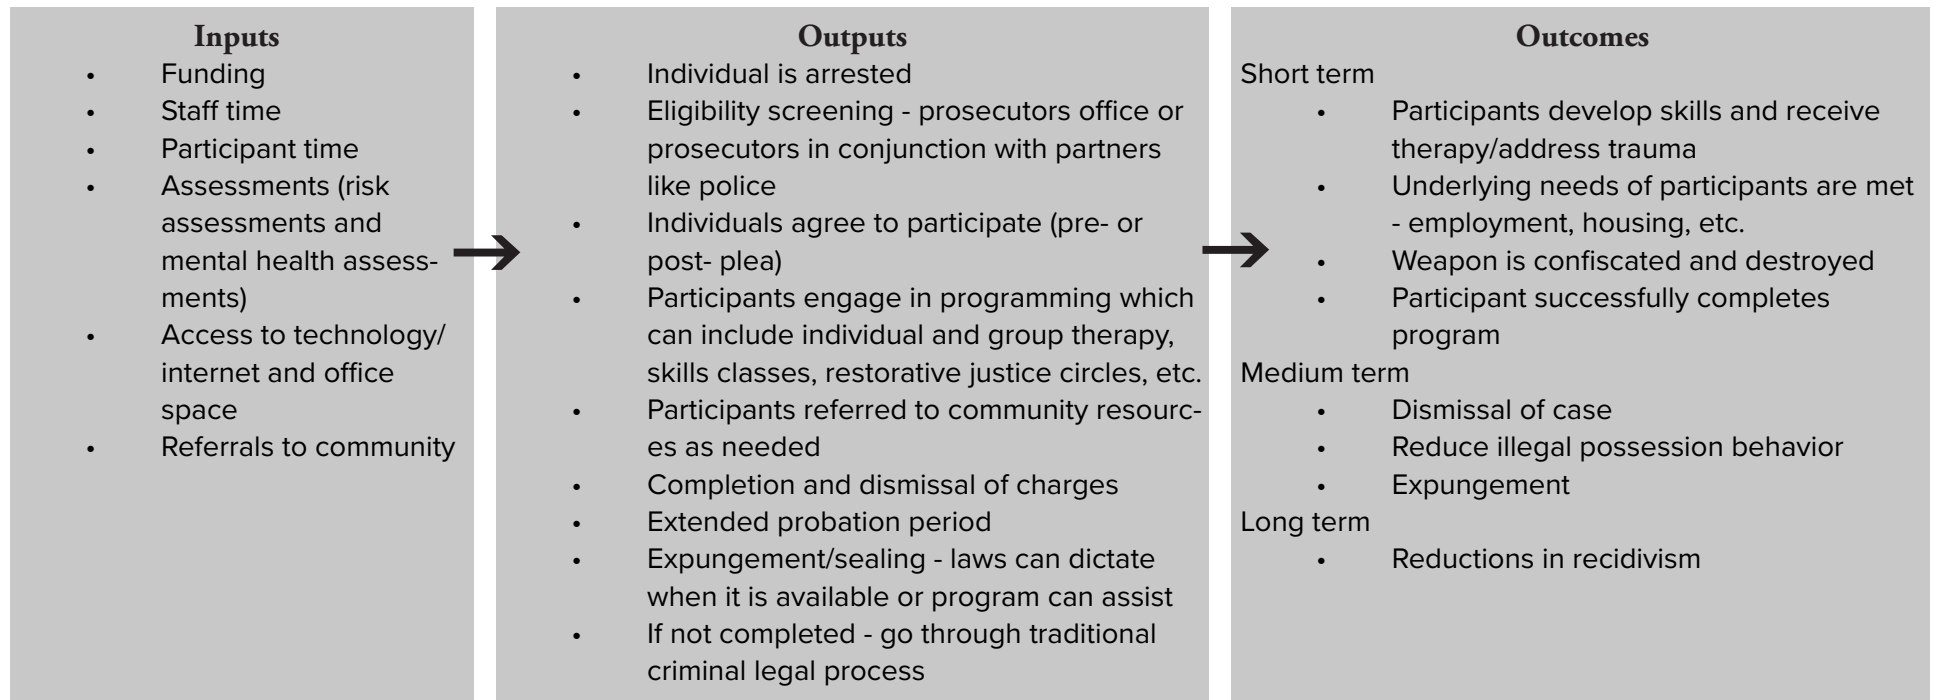 Inputs
• Funding
• Staff time
• Participant time
• Assessments (risk
assessments and
mental health assess-
ments)
• Access to technology/
internet and office
space
• Referrals to community
Outputs
• Individual is arrested
• Eligibility screening - prosecutors office or
prosecutors in conjunction with partners
like police
• Individuals agree to participate (pre- or
post- plea)
• Participants engage in programming which
can include individual and group therapy,
skills classes, restorative justice circles, etc.
• Participants referred to community resourc-
es as needed
• Completion and dismissal of charges
• Extended probation period
• Expungement/sealing - laws can dictate
when it is available or program can assist
• If not completed - go through traditional
criminal legal process
Outcomes
Short term
• Participants develop skills and receive
therapy/address trauma
• Underlying needs of participants are met
- employment, housing, etc.
• Weapon is confiscated and destroyed
• Participant successfully completes
program
Medium term
• Dismissal of case
• Reduce illegal possession behavior
• Expungement
Long term
• Reductions in recidivism